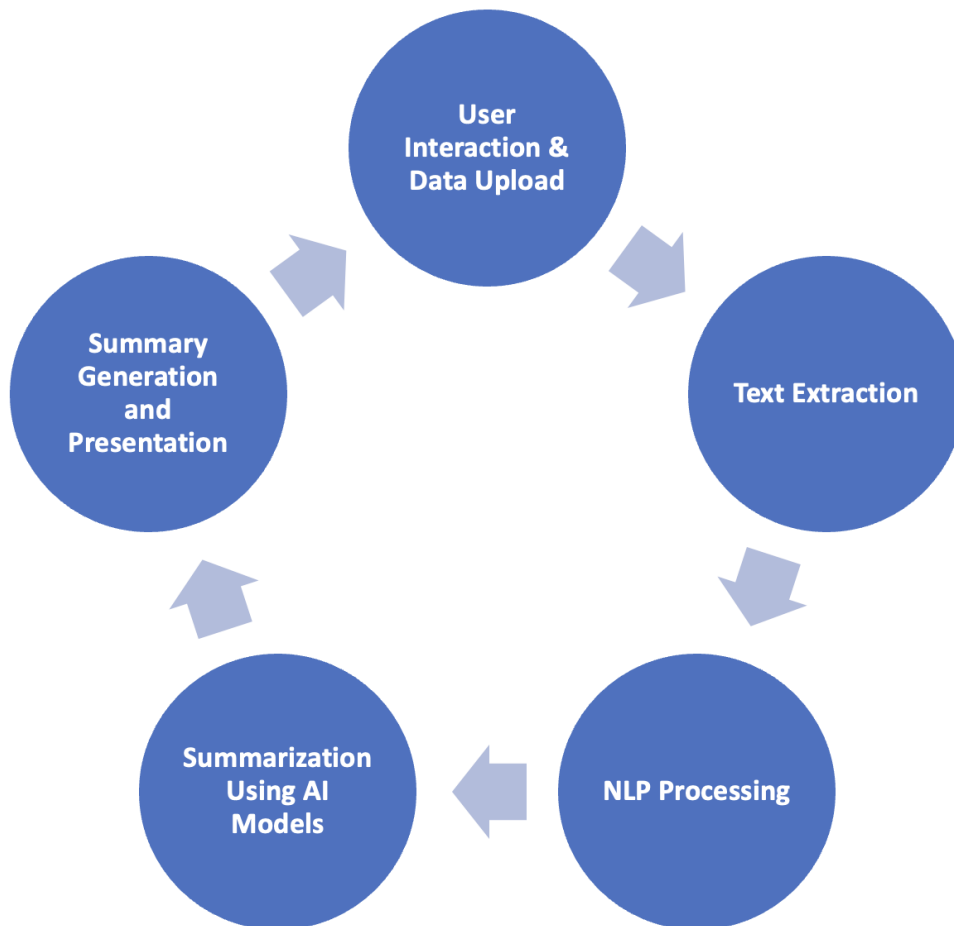 User
Interaction &
Data Upload
Text Extraction
NLP Processing
Summarization
Using AI
Models
Summary
Generation
and
Presentation